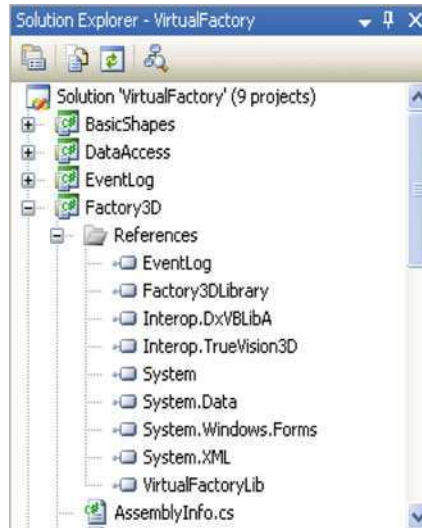 Solution Explorer - VirtualFactory
Solution 'VirtualFactory' (9 projects)
BasicShapes
DataAccess
EventLog
Factory3D
References
EventLog
Factory3DLibrary
Interop.DxVBLibA
Interop.TrueVision3D
System
System.Data
System.Windows.Forms
System.XML
VirtualFactoryLib
AssemblyInfo.cs